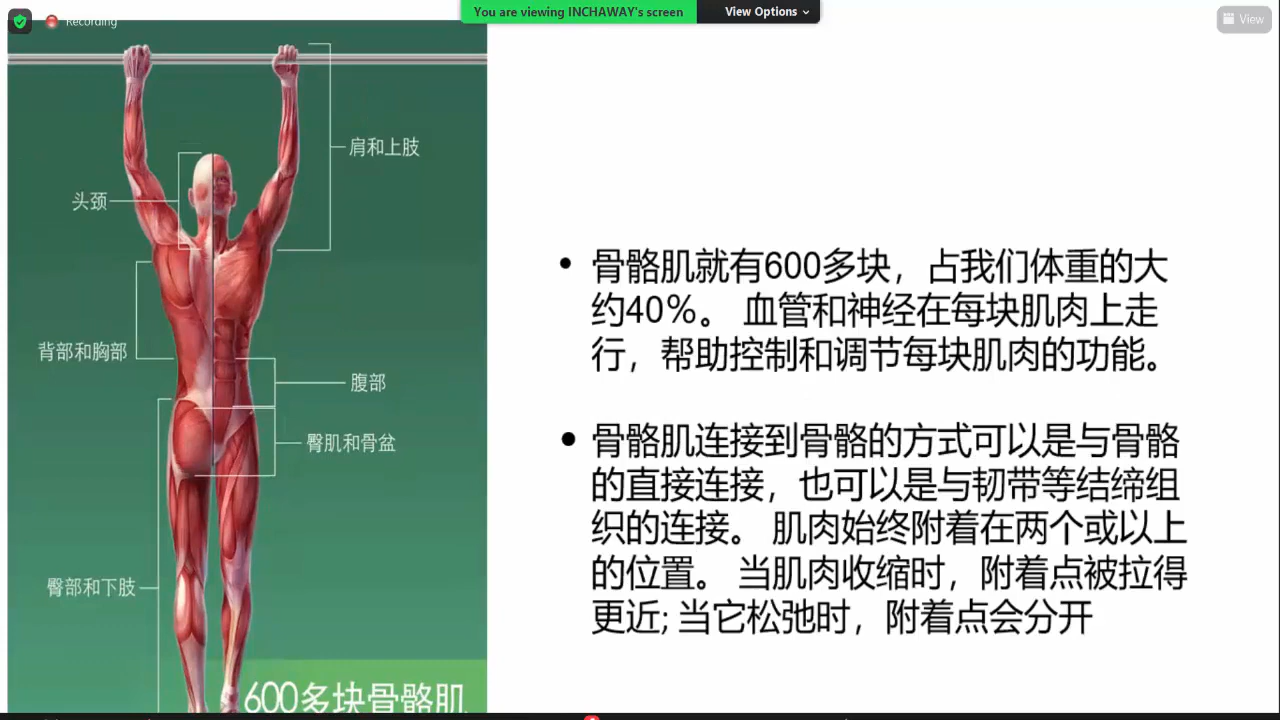 Recording
You are viewing INCHAWAY's screen
View Options
View
肩和上肢
头颈
背部和胸部
腹部
臀肌和骨盆
臀部和下肢
600多块骨骼肌
• 骨骼肌就有600多块，占我们体重的大
约40%。 血管和神经在每块肌肉上走
行，帮助控制和调节每块肌肉的功能。
• 骨骼肌连接到骨骼的方式可以是与骨骼
的直接连接，也可以是与韧带等结缔组
织的连接。 肌肉始终附着在两个或以上
的位置。 当肌肉收缩时，附着点被拉得
更近; 当它松弛时，附着点会分开